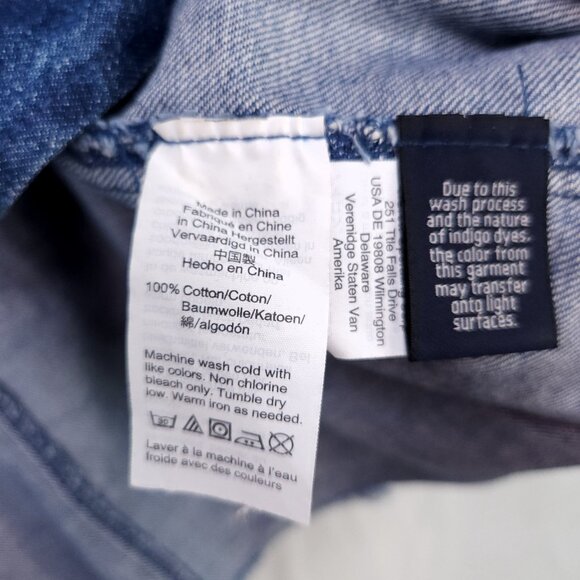 Made in China
Fabriqué en Chine
in China Hergestellt
Vervaardigd in China
中国製
Hecho en China
100% Cotton/Coton/
Baumwolle/Katoen/
綿/algodón
Machine wash cold with
like colors. Non chlorine
bleach only. Tumble dry
low. Warm iron as needed.
30
Laver à la machine à l'eau
froide avec des couleurs
251 Ttle Falls Drive
USA DE 19808 Wilmington
Delaware
Verenidge Staten Van
Amerika
Due to this
wash process
and the nature
of indigo dyes.
the color from
this garment
may transfer
onto light
surfaces.